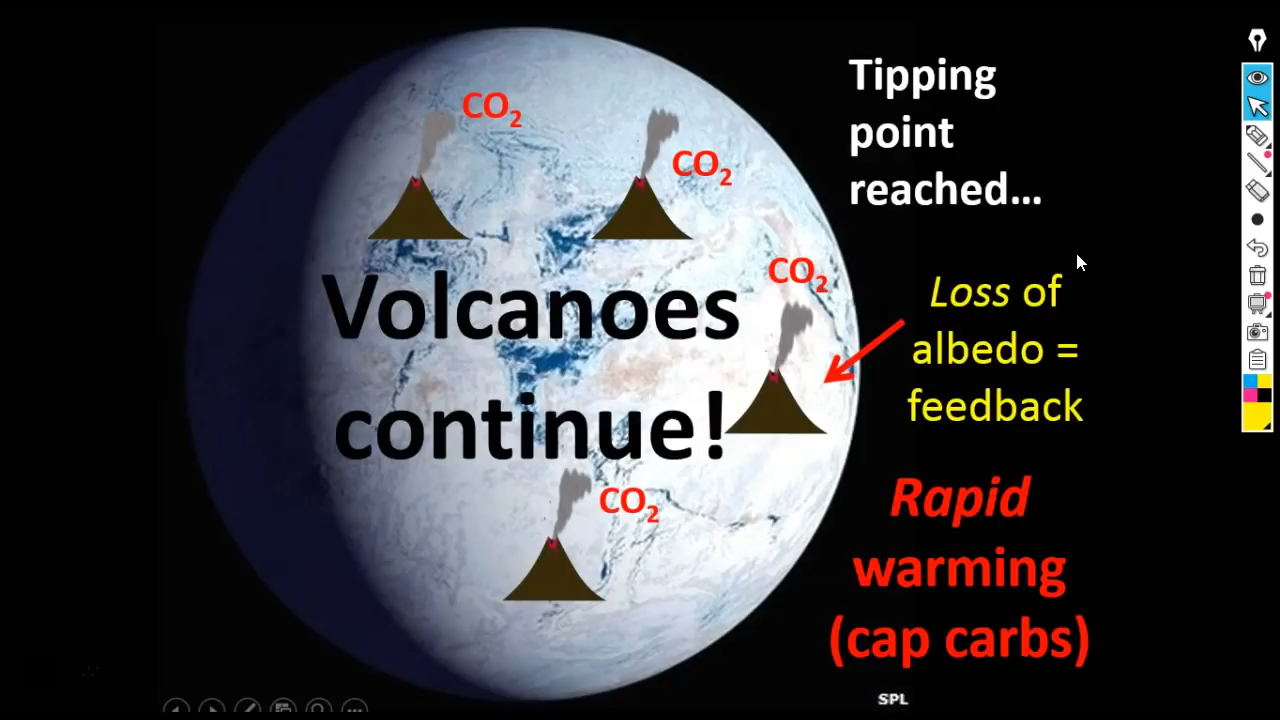 CO₂
CO₂
CO₂
CO₂
Volcanoes
continue!
Tipping
point
reached...
Loss of
albedo =
feedback
Rapid
warming
(cap carbs)
SPL